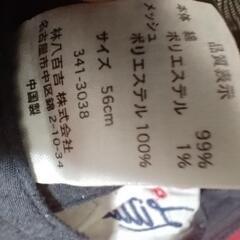 品質表示
本体 綿 99%
ポリエステル 1%
メッシュ
ポリエステル 100%
サイズ 56cm
341-3038
林八百吉 株式会社
名古屋市中区錦 2-10-34
中国製